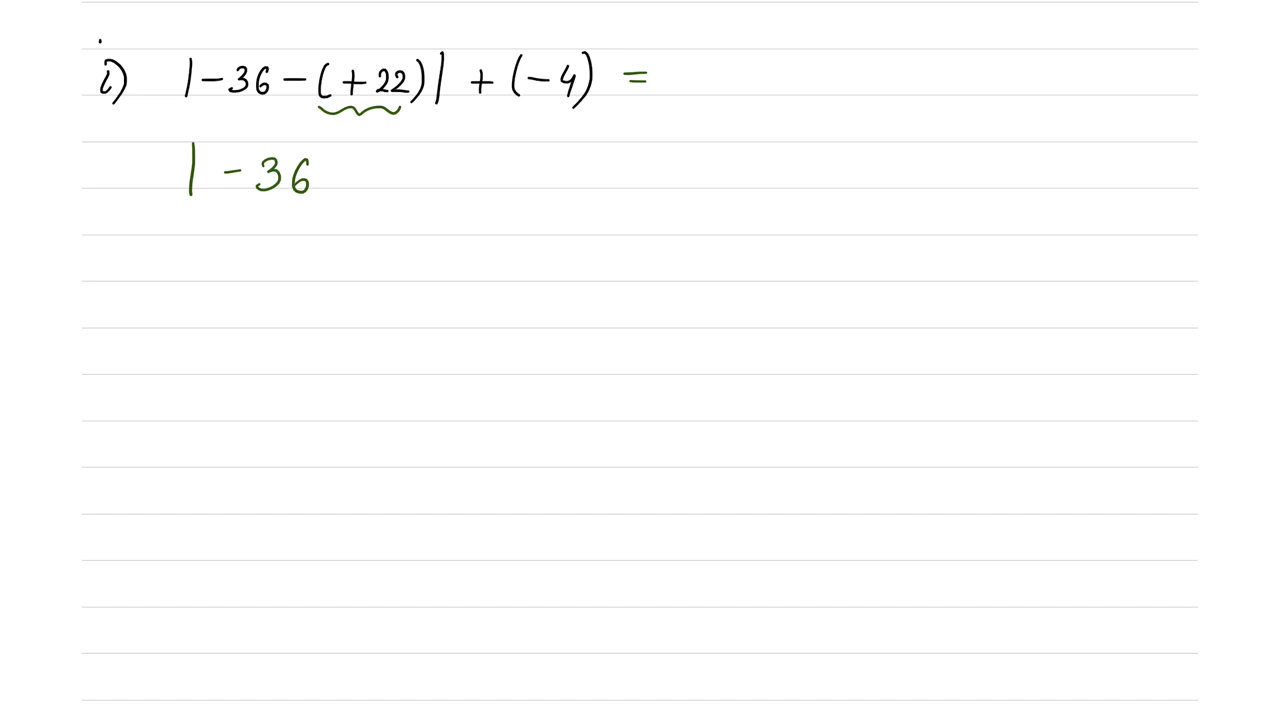 i) |-36-(+22)| + (-4) =
| - 36